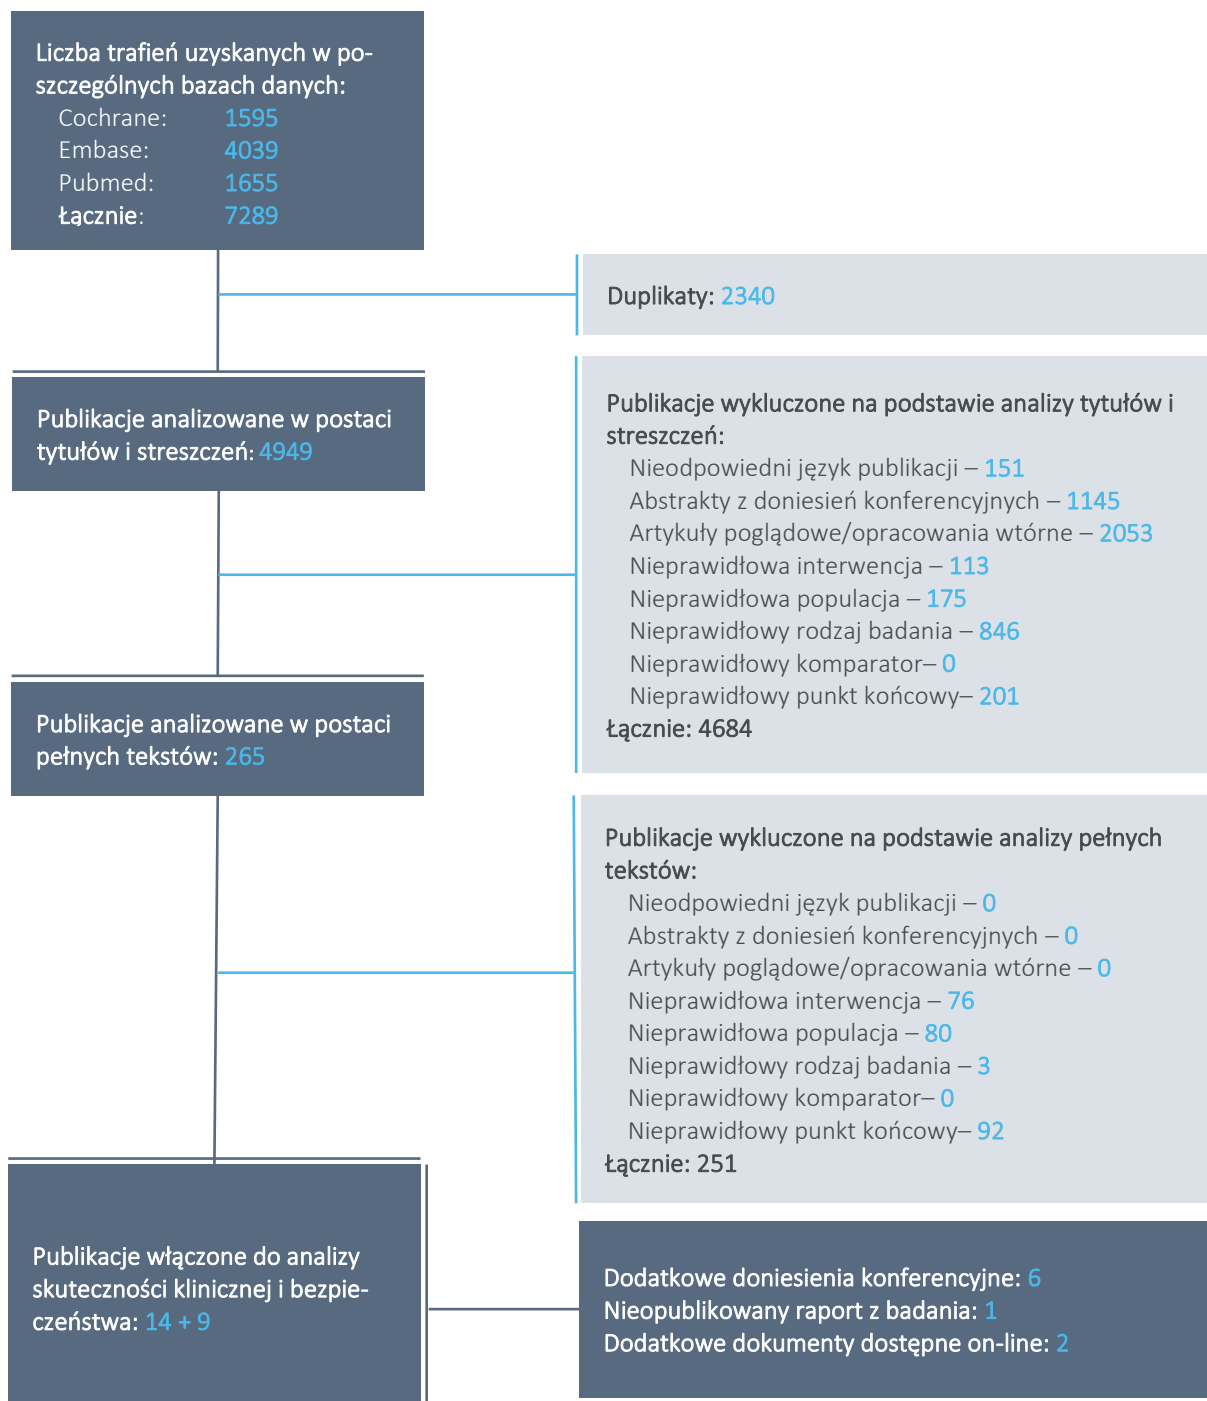 Liczba trafień uzyskanych w po-
szczególnych bazach danych:
Cochrane: 1595
Embase: 4039
Pubmed: 1655
Łącznie: 7289
Duplikaty: 2340
Publikacje analizowane w postaci
tytułów i streszczeń: 4949
Publikacje wykluczone na podstawie analizy tytułów i
streszczeń:
Nieodpowiedni język publikacji – 151
Abstrakty z doniesień konferencyjnych – 1145
Artykuły poglądowe/opracowania wtórne – 2053
Nieprawidłowa interwencja – 113
Nieprawidłowa populacja – 175
Nieprawidłowy rodzaj badania – 846
Nieprawidłowy komparator– 0
Nieprawidłowy punkt końcowy– 201
Łącznie: 4684
Publikacje analizowane w postaci
pełnych tekstów: 265
Publikacje wykluczone na podstawie analizy pełnych
tekstów:
Nieodpowiedni język publikacji – 0
Abstrakty z doniesień konferencyjnych – 0
Artykuły poglądowe/opracowania wtórne – 0
Nieprawidłowa interwencja – 76
Nieprawidłowa populacja – 80
Nieprawidłowy rodzaj badania – 3
Nieprawidłowy komparator– 0
Nieprawidłowy punkt końcowy– 92
Łącznie: 251
Publikacje włączone do analizy
skuteczności klinicznej i bezpie-
czeństwa: 14 + 9
Dodatkowe doniesienia konferencyjne: 6
Nieopublikowany raport z badania: 1
Dodatkowe dokumenty dostępne on-line: 2